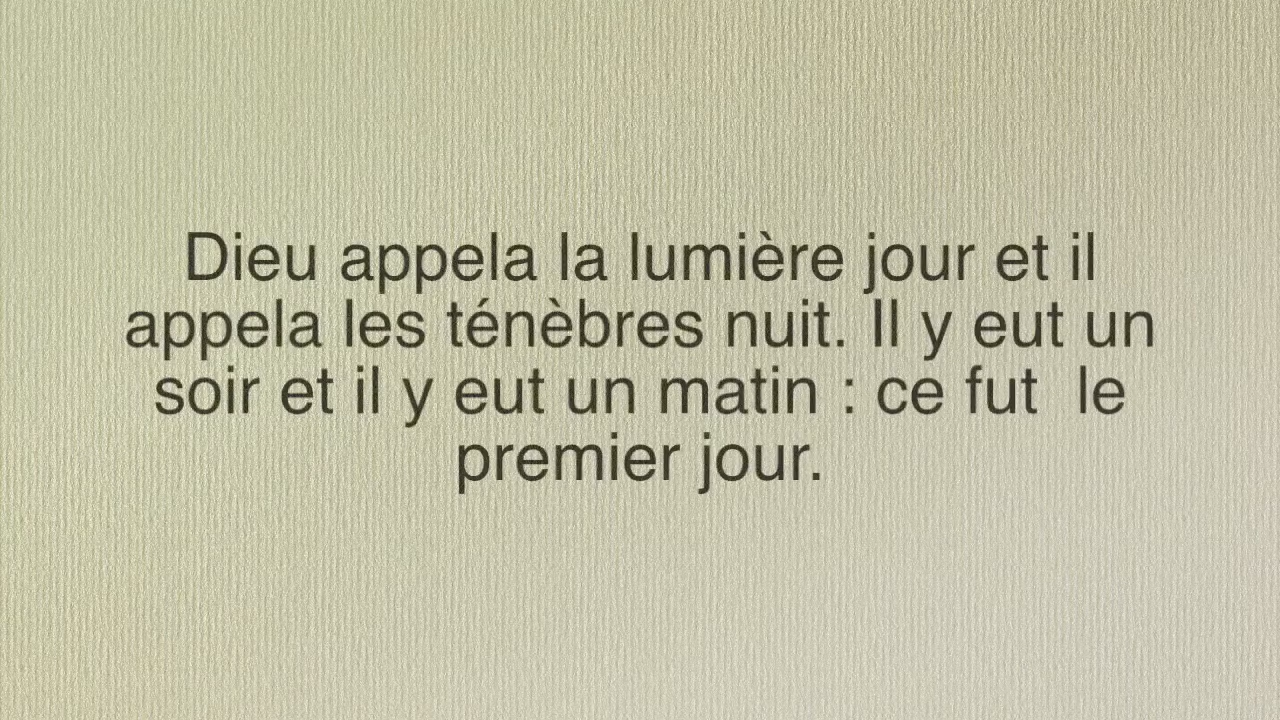 Dieu appela la lumière jour et il
appela les ténèbres nuit. Il y eut un
soir et il y eut un matin : ce fut  le
premier jour.